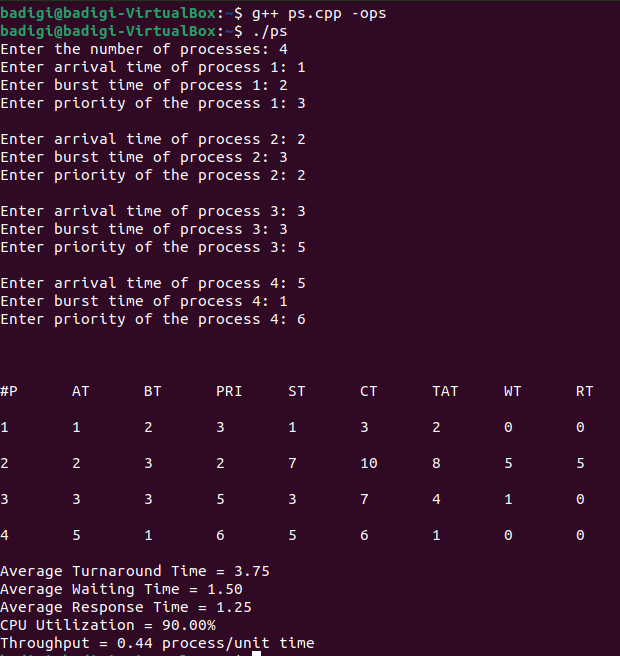 badigi@badigi-VirtualBox:~$ g++ ps.cpp -ops
badigi@badigi-VirtualBox:~$ ./ps
Enter the number of processes: 4
Enter arrival time of process 1: 1
Enter burst time of process 1: 2
Enter priority of the process 1: 3
Enter arrival time of process 2: 2
Enter burst time of process 2: 3
Enter priority of the process 2: 2
Enter arrival time of process 3: 3
Enter burst time of process 3: 3
Enter priority of the process 3: 5
Enter arrival time of process 4: 5
Enter burst time of process 4: 1
Enter priority of the process 4: 6
#P AT BT PRI ST CT TAT WT RT
1 1 2 3 1 3 2 0 0
2 2 3 2 7 10 8 5 5
3 3 3 5 3 7 4 1 0
4 5 1 6 5 6 1 0 0
Average Turnaround Time = 3.75
Average Waiting Time = 1.50
Average Response Time = 1.25
CPU Utilization = 90.00%
Throughput = 0.44 process/unit time